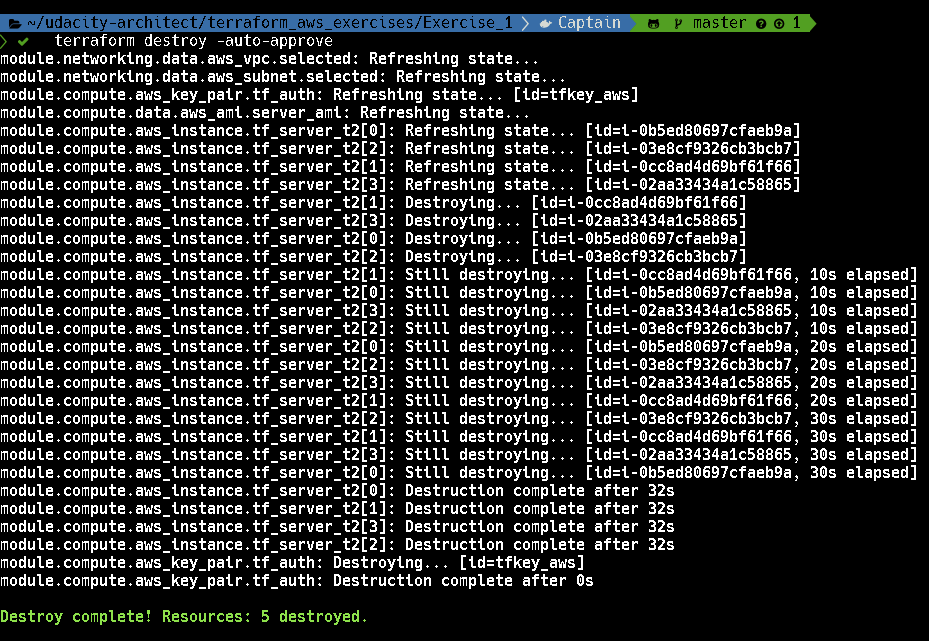 ~/udacity-architect/terraform_aws_exercises/Exercise_1 Captain master ? 1
terraform destroy -auto-approve
module.networking.data.aws_vpc.selected: Refreshing state...
module.networking.data.aws_subnet.selected: Refreshing state...
module.compute.aws_key_pair.tf_auth: Refreshing state... [id=tfkey_aws]
module.compute.data.aws_ami.server_ami: Refreshing state...
module.compute.aws_instance.tf_server_t2[0]: Refreshing state... [id=i-0b5ed80697cfaeb9a]
module.compute.aws_instance.tf_server_t2[2]: Refreshing state... [id=i-03e8cf9326cb3bcb7]
module.compute.aws_instance.tf_server_t2[1]: Refreshing state... [id=i-0cc8ad4d69bf61f66]
module.compute.aws_instance.tf_server_t2[3]: Refreshing state... [id=i-02aa33434a1c58865]
module.compute.aws_instance.tf_server_t2[1]: Destroying... [id=i-0cc8ad4d69bf61f66]
module.compute.aws_instance.tf_server_t2[3]: Destroying... [id=i-02aa33434a1c58865]
module.compute.aws_instance.tf_server_t2[0]: Destroying... [id=i-0b5ed80697cfaeb9a]
module.compute.aws_instance.tf_server_t2[2]: Destroying... [id=i-03e8cf9326cb3bcb7]
module.compute.aws_instance.tf_server_t2[1]: Still destroying... [id=i-0cc8ad4d69bf61f66, 10s elapsed]
module.compute.aws_instance.tf_server_t2[0]: Still destroying... [id=i-0b5ed80697cfaeb9a, 10s elapsed]
module.compute.aws_instance.tf_server_t2[3]: Still destroying... [id=i-02aa33434a1c58865, 10s elapsed]
module.compute.aws_instance.tf_server_t2[2]: Still destroying... [id=i-03e8cf9326cb3bcb7, 10s elapsed]
module.compute.aws_instance.tf_server_t2[0]: Still destroying... [id=i-0b5ed80697cfaeb9a, 20s elapsed]
module.compute.aws_instance.tf_server_t2[2]: Still destroying... [id=i-03e8cf9326cb3bcb7, 20s elapsed]
module.compute.aws_instance.tf_server_t2[3]: Still destroying... [id=i-02aa33434a1c58865, 20s elapsed]
module.compute.aws_instance.tf_server_t2[1]: Still destroying... [id=i-0cc8ad4d69bf61f66, 20s elapsed]
module.compute.aws_instance.tf_server_t2[2]: Still destroying... [id=i-03e8cf9326cb3bcb7, 30s elapsed]
module.compute.aws_instance.tf_server_t2[1]: Still destroying... [id=i-0cc8ad4d69bf61f66, 30s elapsed]
module.compute.aws_instance.tf_server_t2[3]: Still destroying... [id=i-02aa33434a1c58865, 30s elapsed]
module.compute.aws_instance.tf_server_t2[0]: Still destroying... [id=i-0b5ed80697cfaeb9a, 30s elapsed]
module.compute.aws_instance.tf_server_t2[0]: Destruction complete after 32s
module.compute.aws_instance.tf_server_t2[1]: Destruction complete after 32s
module.compute.aws_instance.tf_server_t2[3]: Destruction complete after 32s
module.compute.aws_instance.tf_server_t2[2]: Destruction complete after 32s
module.compute.aws_key_pair.tf_auth: Destroying... [id=tfkey_aws]
module.compute.aws_key_pair.tf_auth: Destruction complete after 0s
Destroy complete! Resources: 5 destroyed.